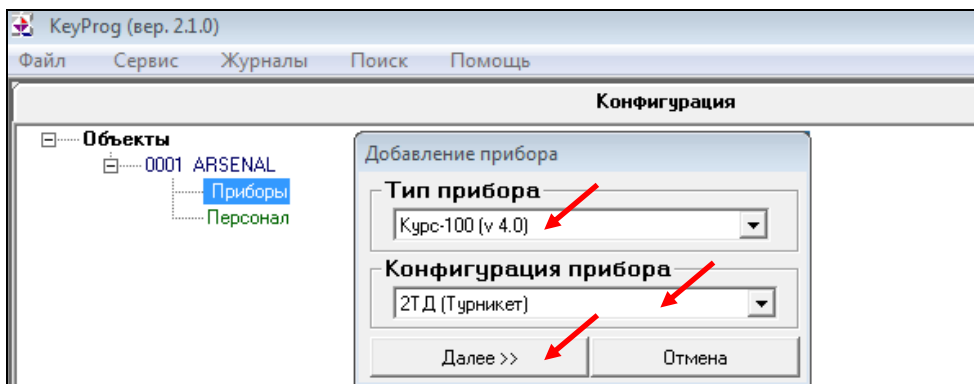 KeyProg (вер. 2.1.0)
Файл Сервис Журналы Поиск Помощь
Конфигурация
Объекты
0001 ARSENAL
Приборы
Персонал
Добавление прибора
Тип прибора
Курс-100 (v 4.0)
Конфигурация прибора
2ТД (Турникет)
Далее >> Отмена